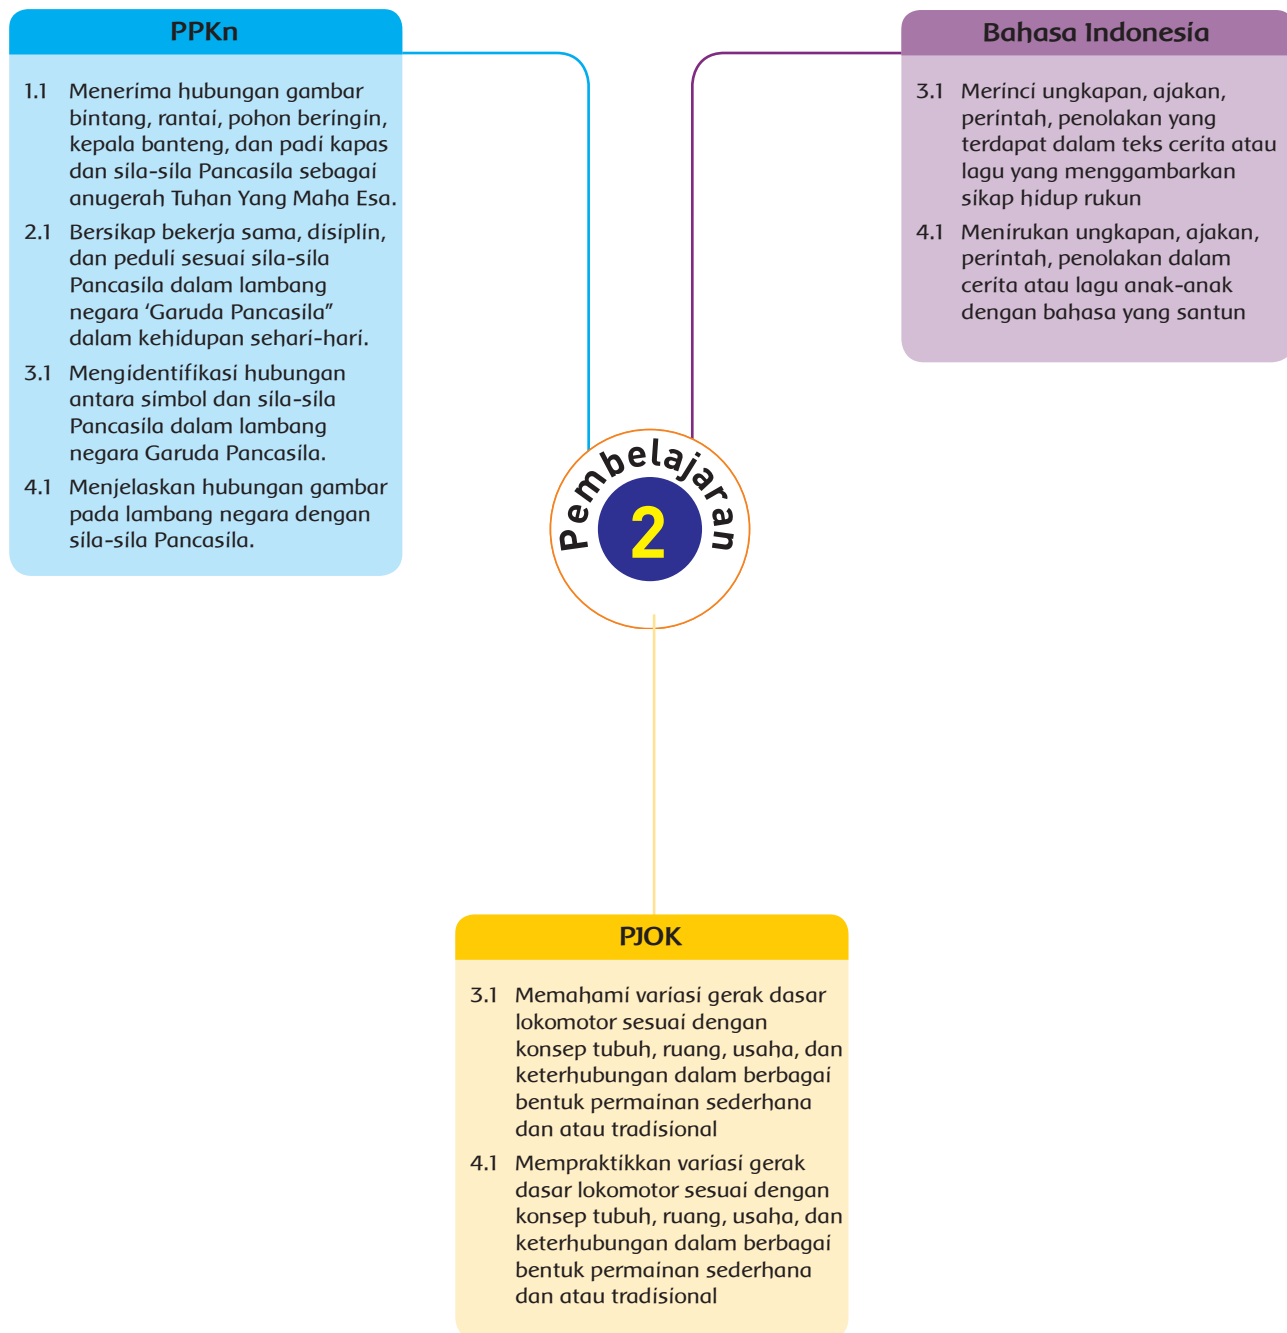 PPKn
1.1 Menerima hubungan gambar
bintang, rantai, pohon beringin,
kepala banteng, dan padi kapas
dan sila-sila Pancasila sebagai
anugerah Tuhan Yang Maha Esa.
2.1 Bersikap bekerja sama, disiplin,
dan peduli sesuai sila-sila
Pancasila dalam lambang
negara ‘Garuda Pancasila”
dalam kehidupan sehari-hari.
3.1 Mengidentifikasi hubungan
antara simbol dan sila-sila
Pancasila dalam lambang
negara Garuda Pancasila.
4.1 Menjelaskan hubungan gambar
pada lambang negara dengan
sila-sila Pancasila.
Bahasa Indonesia
3.1 Merinci ungkapan, ajakan,
perintah, penolakan yang
terdapat dalam teks cerita atau
lagu yang menggambarkan
sikap hidup rukun
4.1 Menirukan ungkapan, ajakan,
perintah, penolakan dalam
cerita atau lagu anak-anak
dengan bahasa yang santun
Pembelajaran
2
PJOK
3.1 Memahami variasi gerak dasar
lokomotor sesuai dengan
konsep tubuh, ruang, usaha, dan
keterhubungan dalam berbagai
bentuk permainan sederhana
dan atau tradisional
4.1 Mempraktikkan variasi gerak
dasar lokomotor sesuai dengan
konsep tubuh, ruang, usaha, dan
keterhubungan dalam berbagai
bentuk permainan sederhana
dan atau tradisional